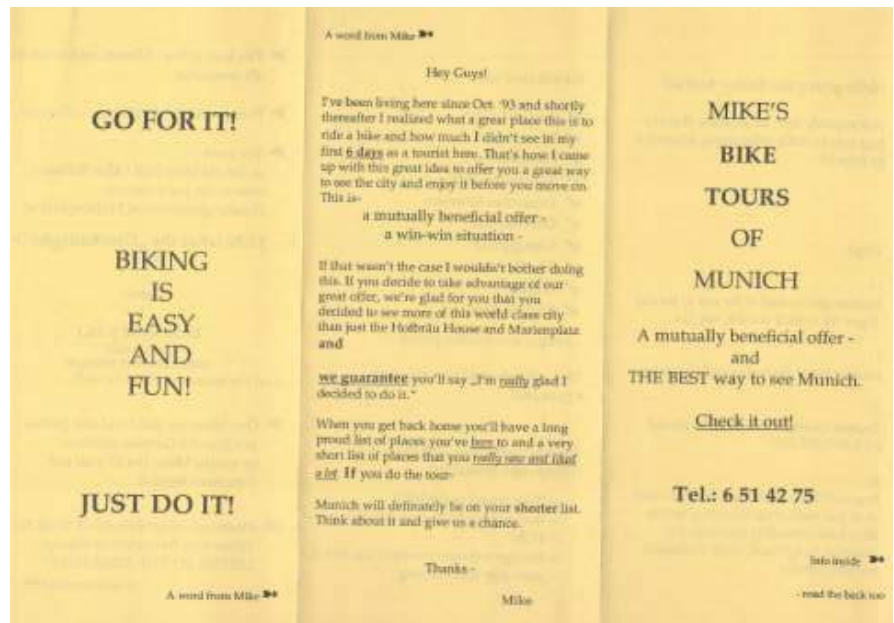 GO FOR IT!
BIKING
IS
EASY
AND
FUN!
JUST DO IT!
A word from Mike
A word from Mike
Hey Guys!
I've been living here since Oct. '93 and shortly
thereafter I realized what a great place this is to
ride a bike and how much I didn't see in my
first 6 days as a tourist here. That's how I came
up with this great idea to offer you a great way
to see the city and enjoy it before you move on.
This is-
a mutually beneficial offer -
a win-win situation -
If that wasn't the case I wouldn't bother doing
this. If you decide to take advantage of our
great offer, we're glad for you that you
decided to see more of this world class city
than just the Hofbräu House and Marienplatz
and
we guarantee you'll say „I'm really glad I
decided to do it."
When you get back home you'll have a long
proud list of places you've been to and a very
short list of places that you really saw and liked
a lot. If you do the tour-
Munich will definately be on your shorter list.
Think about it and give us a chance.
Thanks -
Mike
MIKE'S
BIKE
TOURS
OF
MUNICH
A mutually beneficial offer -
and
THE BEST way to see Munich.
Check it out!
Tel.: 6 51 42 75
Info inside
- read the back too